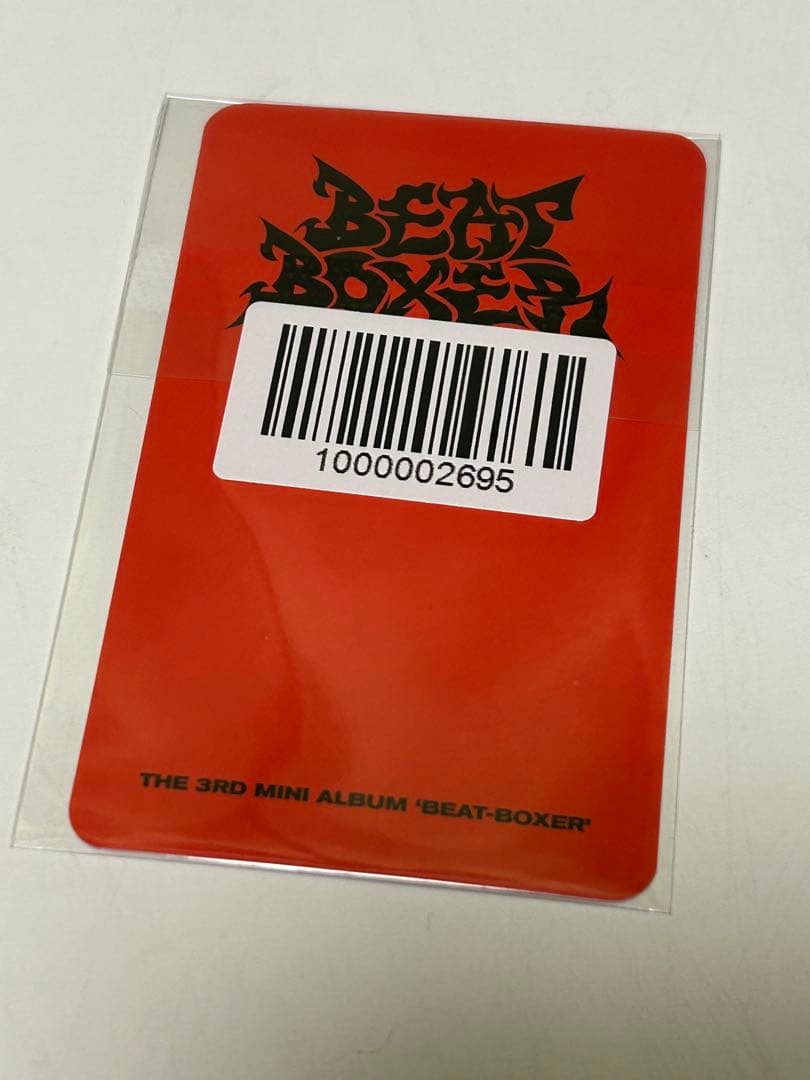 BEAT
BOXER
1000002695
THE 3RD MINI ALBUM ‘BEAT-BOXER’